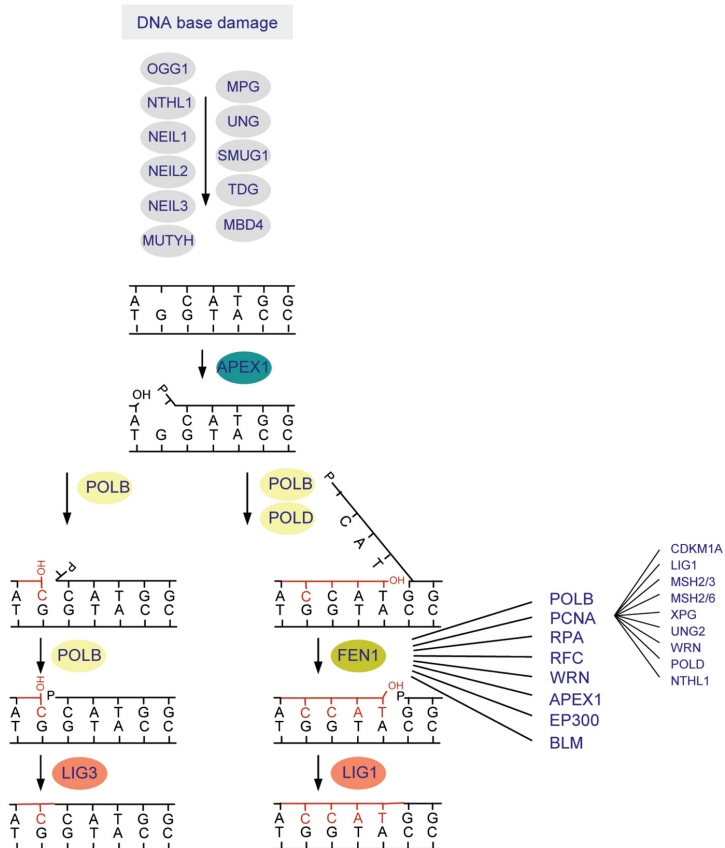 DNA base damage
OGG1
NTHL1
NEIL1
NEIL2
NEIL3
MUTYH
MPG
UNG
SMUG1
TDG
MBD4
A C A T G G
T G G T A C C
APEX1
OH P
A C A T G G
T G G T A C C
POLB
POLB
POLD
P
C
A
T
OH P
A C C A T G G
T G G T A C C
OH
A C C A T G G
T G G T A C C
POLB
FEN1
POLB
PCNA
RPA
RFC
WRN
APEX1
EP300
BLM
CDKM1A
LIG1
MSH2/3
MSH2/6
XPG
UNG2
WRN
POLD
NTHL1
OH P
A C C A T G G
T G G T A C C
OH P
A C C A T G G
T G G T A C C
LIG3
LIG1
A C C A T G G
T G G T A C C
A C C A T G G
T G G T A C C